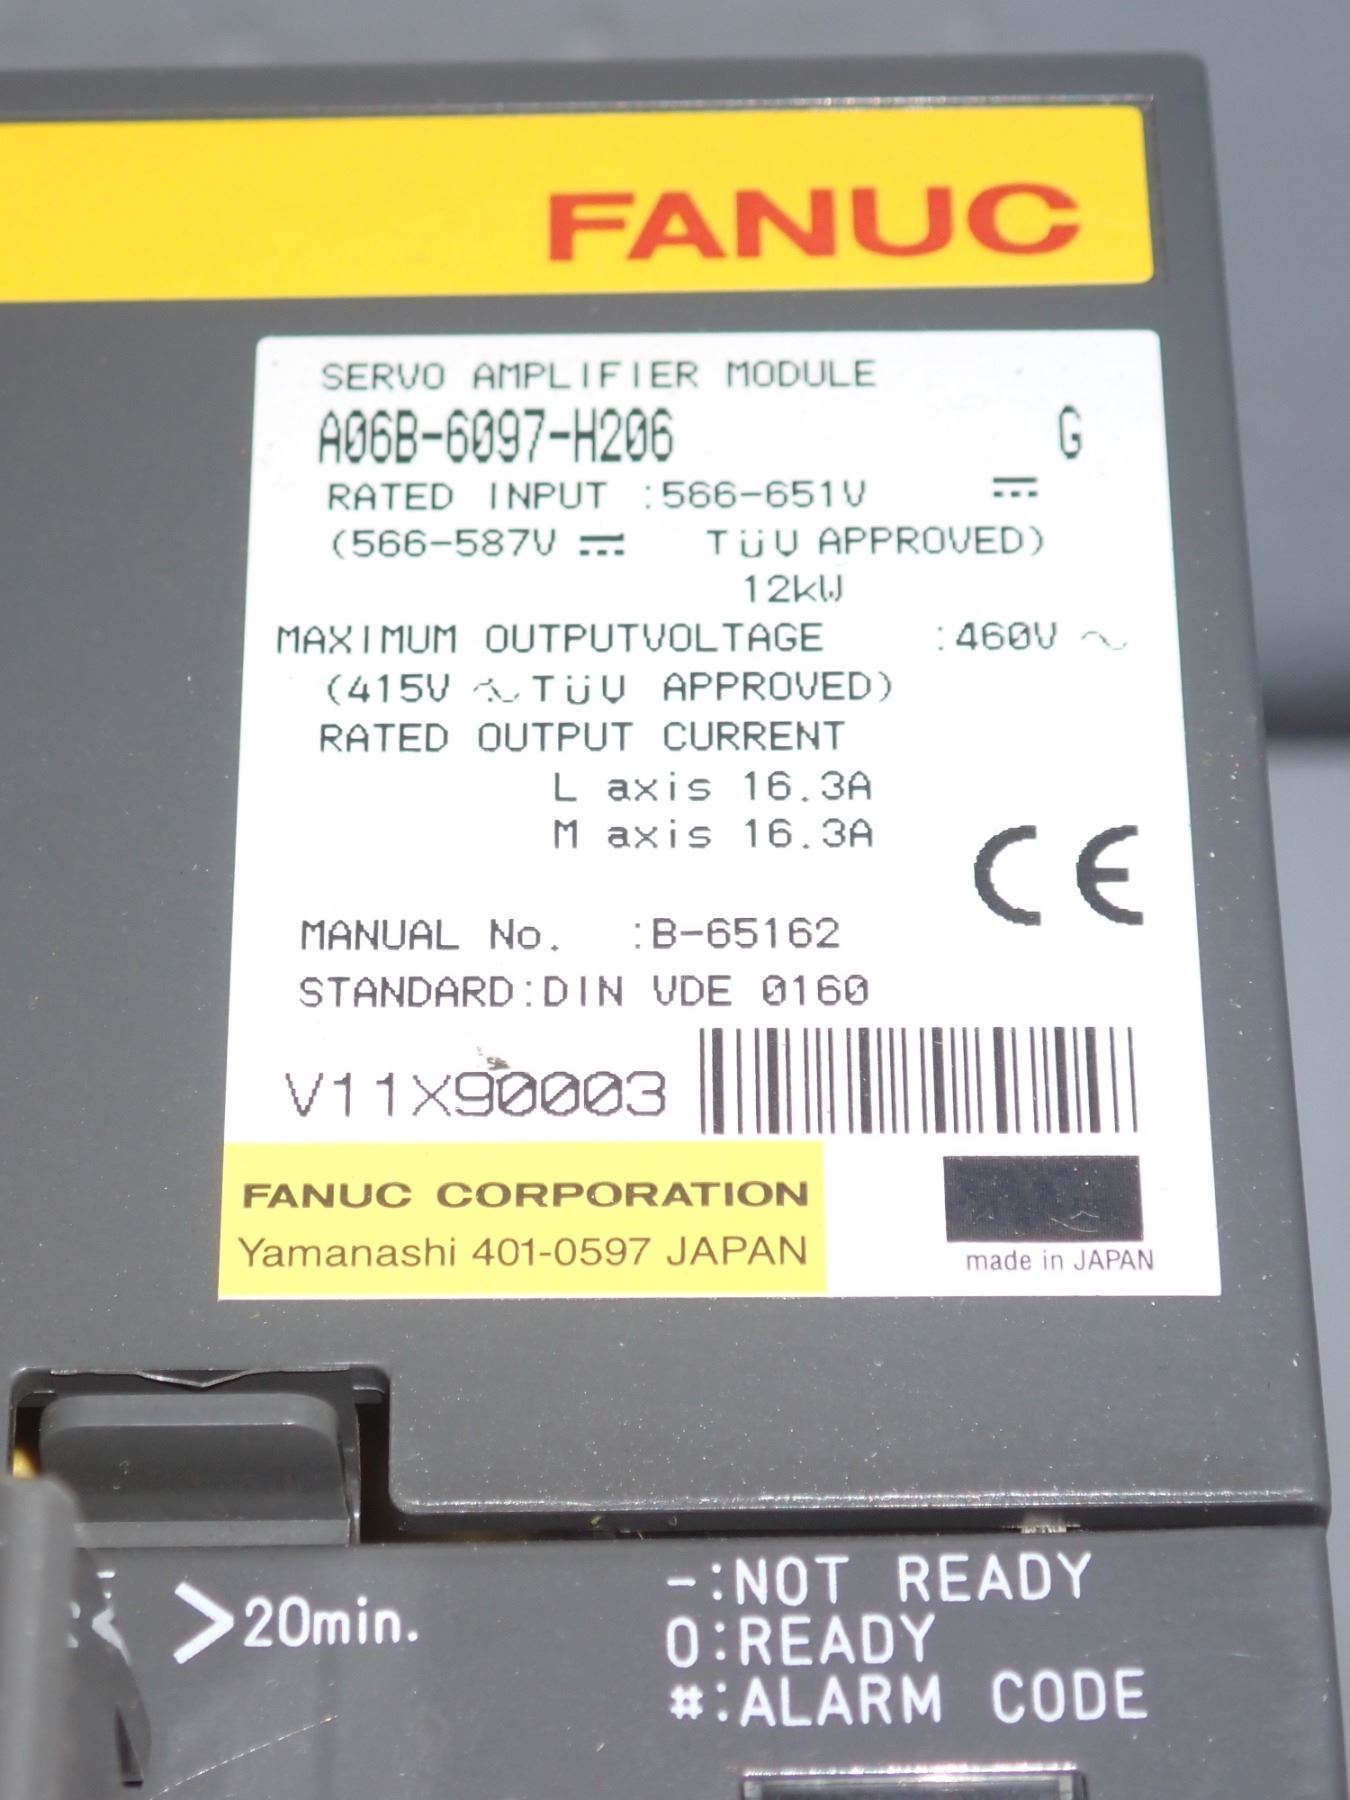 FANUC
SERVO AMPLIFIER MODULE
A06B-6097-H206 G
RATED INPUT :566-651V ⎓
(566-587V ⎓ TüV APPROVED)
12kW
MAXIMUM OUTPUTVOLTAGE :460V ~
(415V ~ TüV APPROVED)
RATED OUTPUT CURRENT
L axis 16.3A
M axis 16.3A
CE
MANUAL No. :B-65162
STANDARD:DIN VDE 0160
V11X90003
FANUC CORPORATION
Yamanashi 401-0597 JAPAN
made in JAPAN
>20min.
-:NOT READY
0:READY
#:ALARM CODE